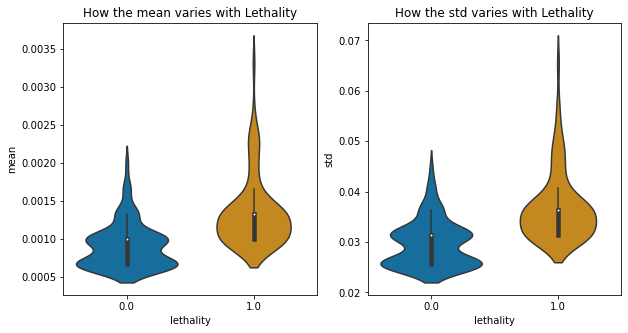 How the mean varies with Lethality
0.0035
0.0030
0.0025
0.0020
0.0015
0.0010
0.0005
mean
0.0
1.0
lethality
How the std varies with Lethality
0.07
0.06
0.05
0.04
0.03
0.02
std
0.0
1.0
lethality